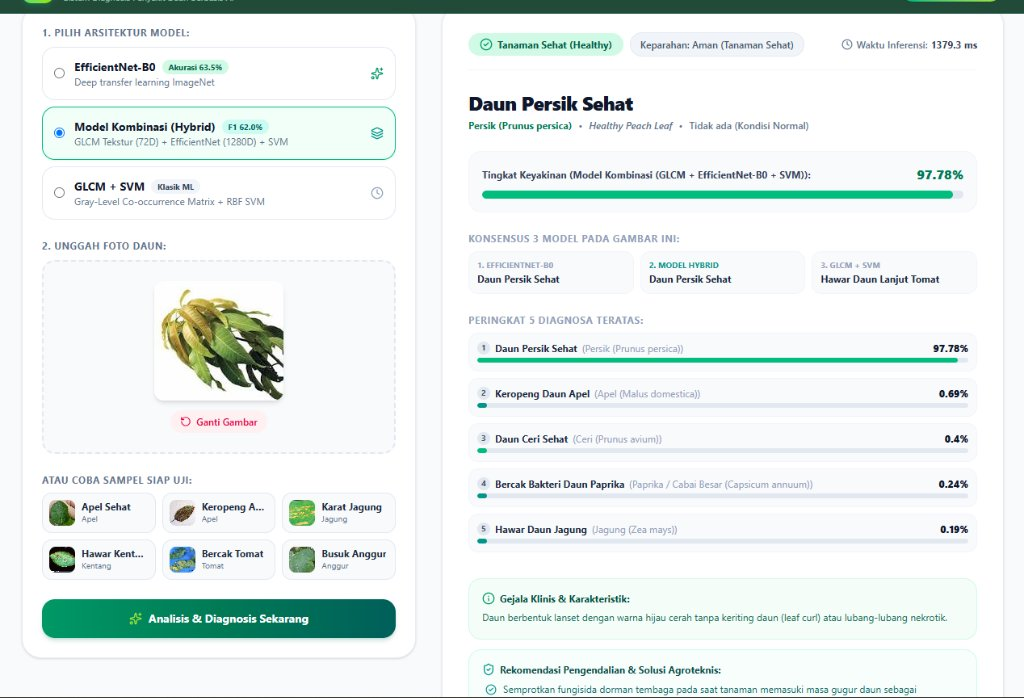 1. PILIH ARSITEKTUR MODEL:
EfficientNet-B0 Akurasi 63.5%
Deep transfer learning ImageNet
Model Kombinasi (Hybrid) F1 62.0%
GLCM Tekstur (72D) + EfficientNet (1280D) + SVM
GLCM + SVM Klasik ML
Gray-Level Co-occurrence Matrix + RBF SVM
2. UNGGAH FOTO DAUN:
Ganti Gambar
ATAU COBA SAMPEL SIAP UJI:
Apel Sehat
Apel
Keropeng A...
Apel
Karat Jagung
Jagung
Hawar Kent...
Kentang
Bercak Tomat
Tomat
Busuk Anggur
Anggur
Analisis & Diagnosis Sekarang
Tanaman Sehat (Healthy) Keparahan: Aman (Tanaman Sehat) Waktu Inferensi: 1379.3 ms
Daun Persik Sehat
Persik (Prunus persica) • Healthy Peach Leaf • Tidak ada (Kondisi Normal)
Tingkat Keyakinan (Model Kombinasi (GLCM + EfficientNet-B0 + SVM)): 97.78%
KONSENSUS 3 MODEL PADA GAMBAR INI:
1. EFFICIENTNET-B0
Daun Persik Sehat
2. MODEL HYBRID
Daun Persik Sehat
3. GLCM + SVM
Hawar Daun Lanjut Tomat
PERINGKAT 5 DIAGNOSA TERATAS:
1 Daun Persik Sehat (Persik (Prunus persica)) 97.78%
2 Keropeng Daun Apel (Apel (Malus domestica)) 0.69%
3 Daun Ceri Sehat (Ceri (Prunus avium)) 0.4%
4 Bercak Bakteri Daun Paprika (Paprika / Cabai Besar (Capsicum annuum)) 0.24%
5 Hawar Daun Jagung (Jagung (Zea mays)) 0.19%
Gejala Klinis & Karakteristik:
Daun berbentuk lanset dengan warna hijau cerah tanpa keriting daun (leaf curl) atau lubang-lubang nekrotik.
Rekomendasi Pengendalian & Solusi Agroteknis:
Semprotkan fungisida dorman tembaga pada saat tanaman memasuki masa gugur daun sebagai